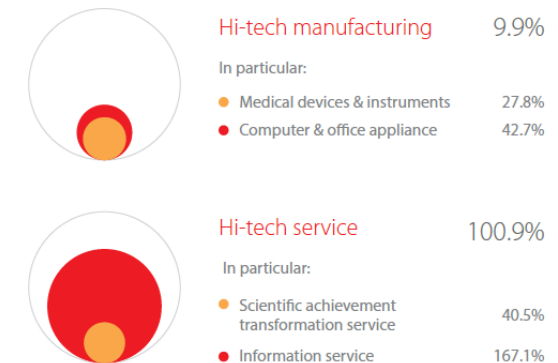 Hi-tech manufacturing 9.9%
In particular:
Medical devices & instruments 27.8%
Computer & office appliance 42.7%
Hi-tech service 100.9%
In particular:
Scientific achievement
transformation service 40.5%
Information service 167.1%